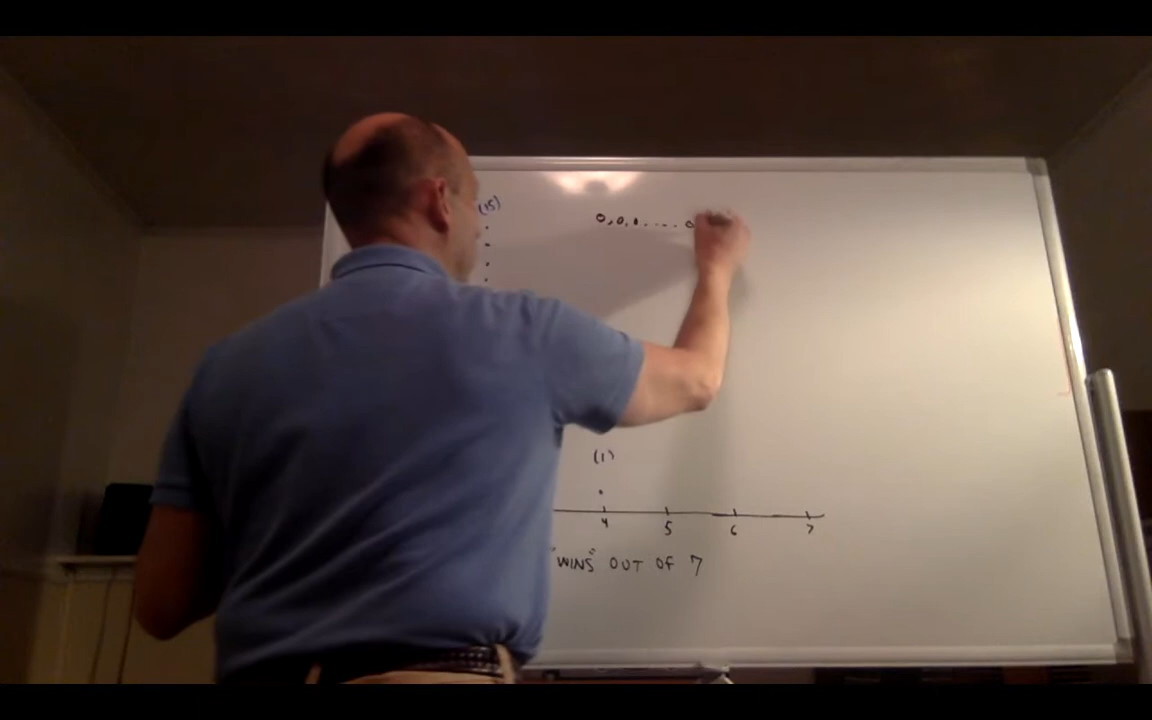 (15)
0,0,0.....0
(1)
4 5 6 7
"WINS" OUT OF 7